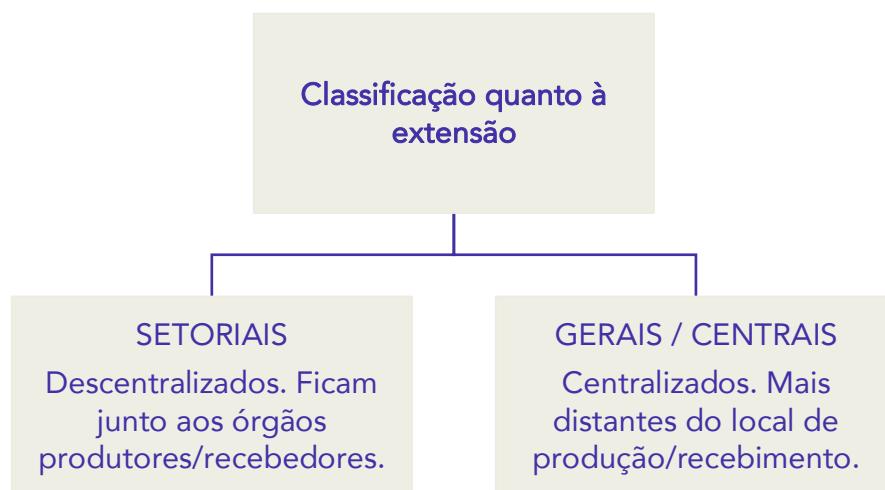 Classificação quanto à
extensão
SETORIAIS
Descentralizados. Ficam
junto aos órgãos
produtores/recebedores.
GERAIS / CENTRAIS
Centralizados. Mais
distantes do local de
produção/recebimento.